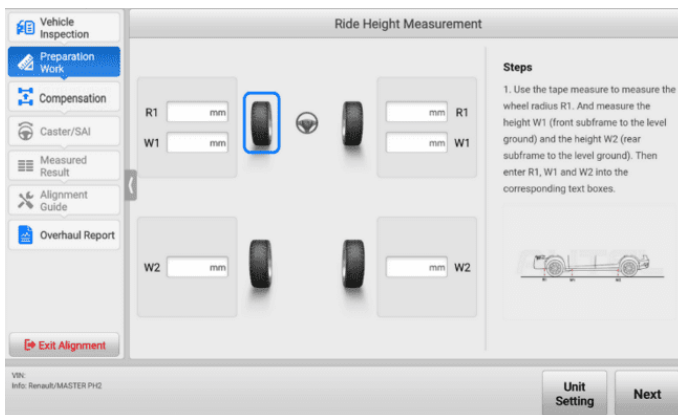 Vehicle
Inspection
Preparation
Work
Compensation
Caster/SAI
Measured
Result
Alignment
Guide
Overhaul Report
Exit Alignment
Ride Height Measurement
R1 mm
W1 mm
mm R1
mm W1
W2 mm
mm W2
Steps
1. Use the tape measure to measure the
wheel radius R1. And measure the
height W1 (front subframe to the level
ground) and the height W2 (rear
subframe to the level ground). Then
enter R1, W1 and W2 into the
corresponding text boxes.
R1 W1 W2
VIN:
Info: Renault/MASTER PH2
Unit
Setting
Next